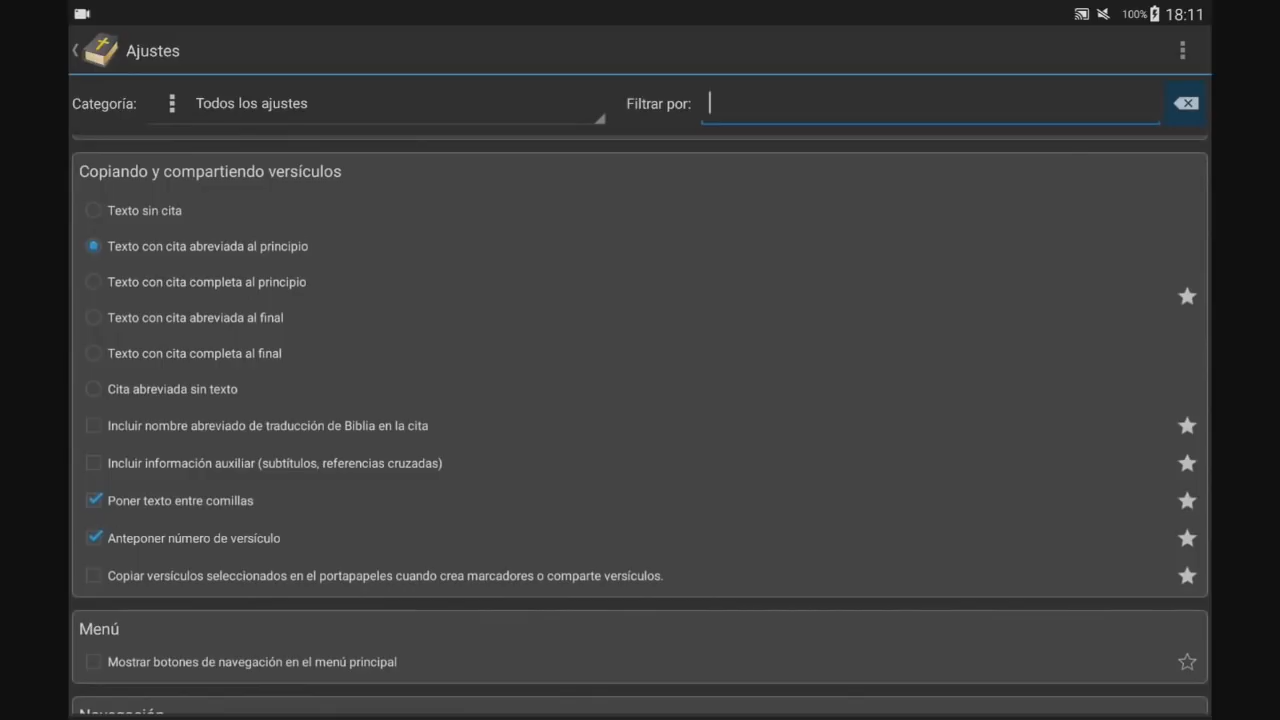 100% 18:11
Ajustes
Categoría: Todos los ajustes Filtrar por:
Copiando y compartiendo versículos
Texto sin cita
Texto con cita abreviada al principio
Texto con cita completa al principio
Texto con cita abreviada al final
Texto con cita completa al final
Cita abreviada sin texto
Incluir nombre abreviado de traducción de Biblia en la cita
Incluir información auxiliar (subtítulos, referencias cruzadas)
Poner texto entre comillas
Anteponer número de versículo
Copiar versículos seleccionados en el portapapeles cuando crea marcadores o comparte versículos.
Menú
Mostrar botones de navegación en el menú principal
Navegación